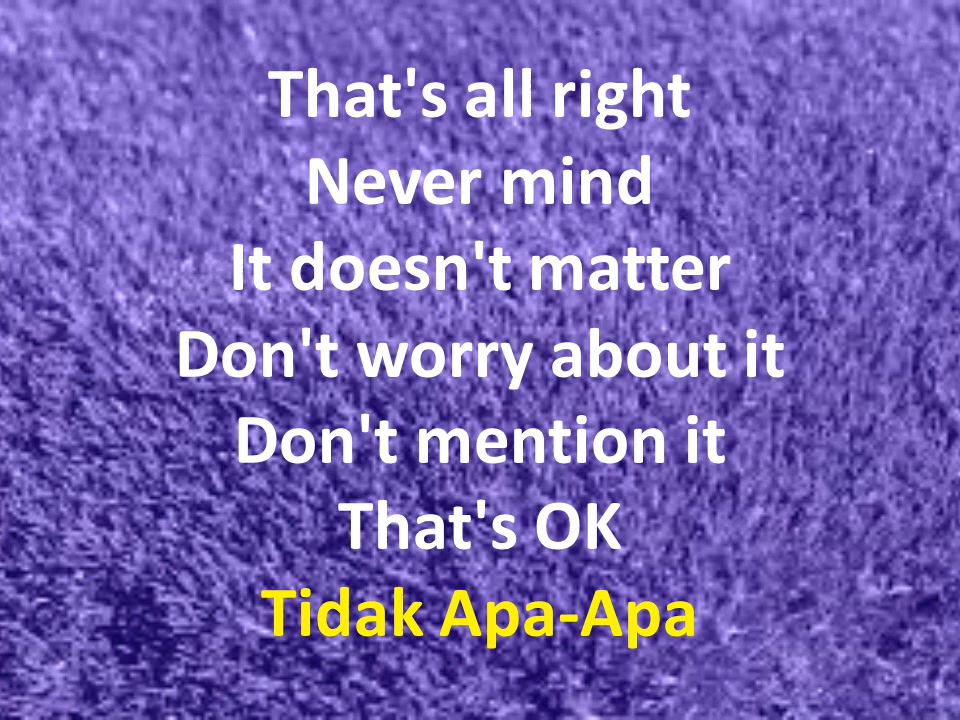 That's all right
Never mind
It doesn't matter
Don't worry about it
Don't mention it
That's OK
Tidak Apa-Apa